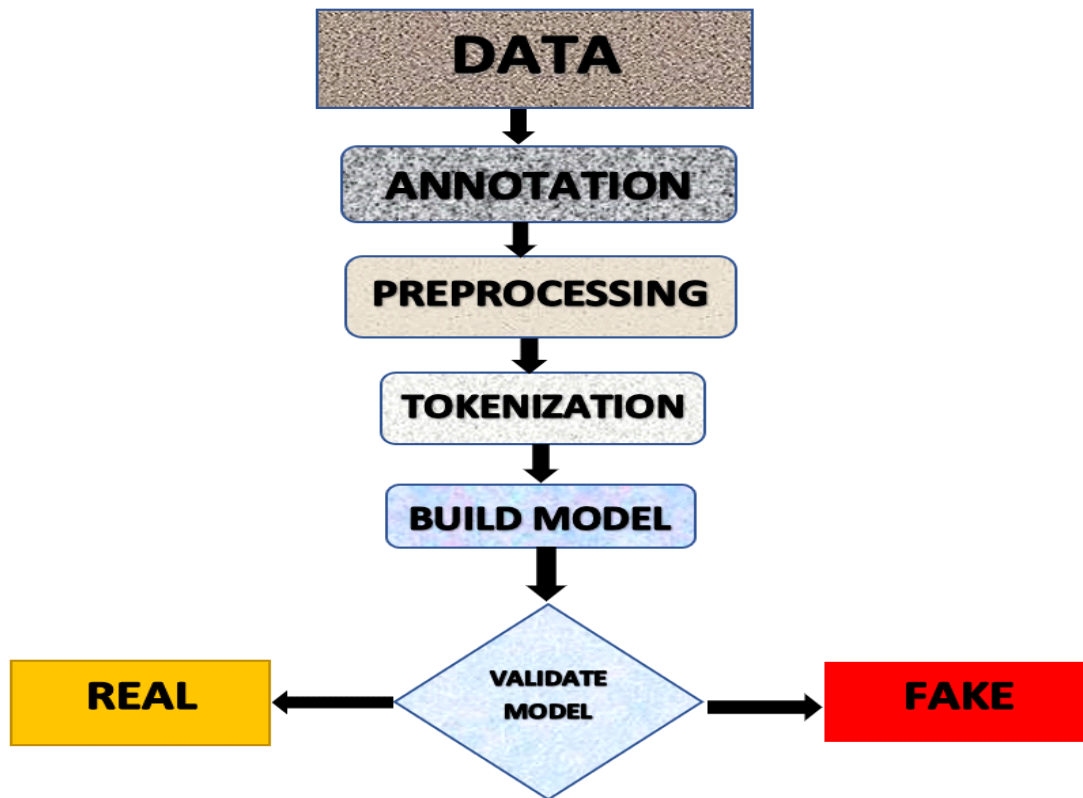 DATA
ANNOTATION
PREPROCESSING
TOKENIZATION
BUILD MODEL
VALIDATE
MODEL
REAL
FAKE